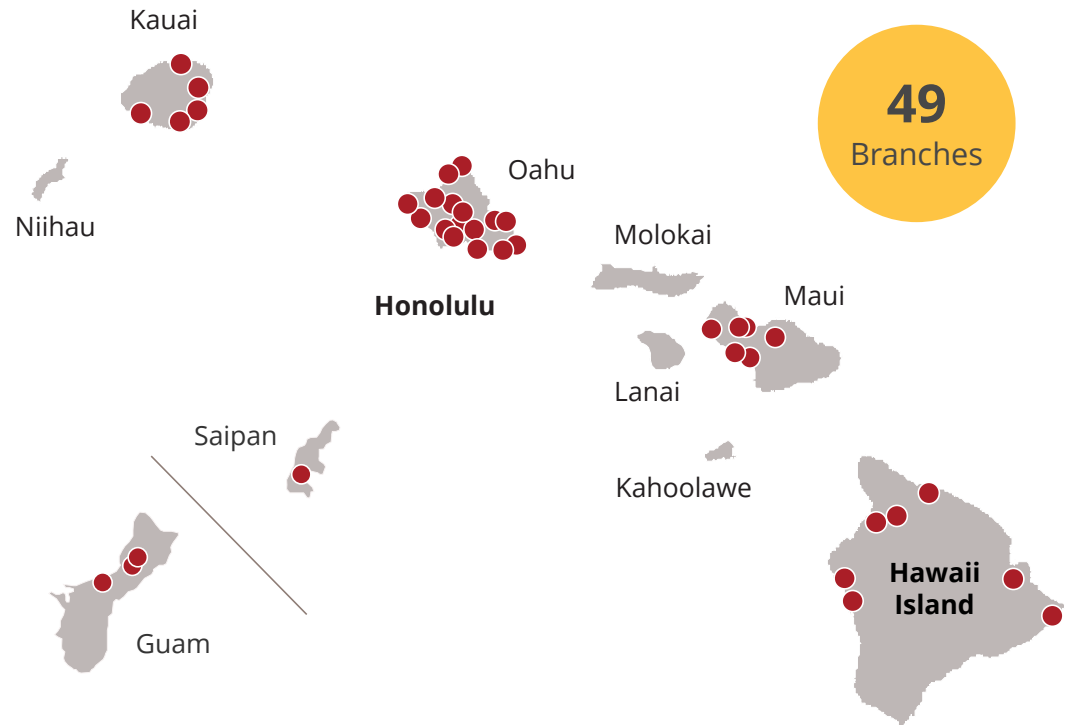 Kauai
49
Branches
Oahu
Niihau
Molokai
Maui
Honolulu
Lanai
Saipan
Kahoolawe
Hawaii
Island
Guam